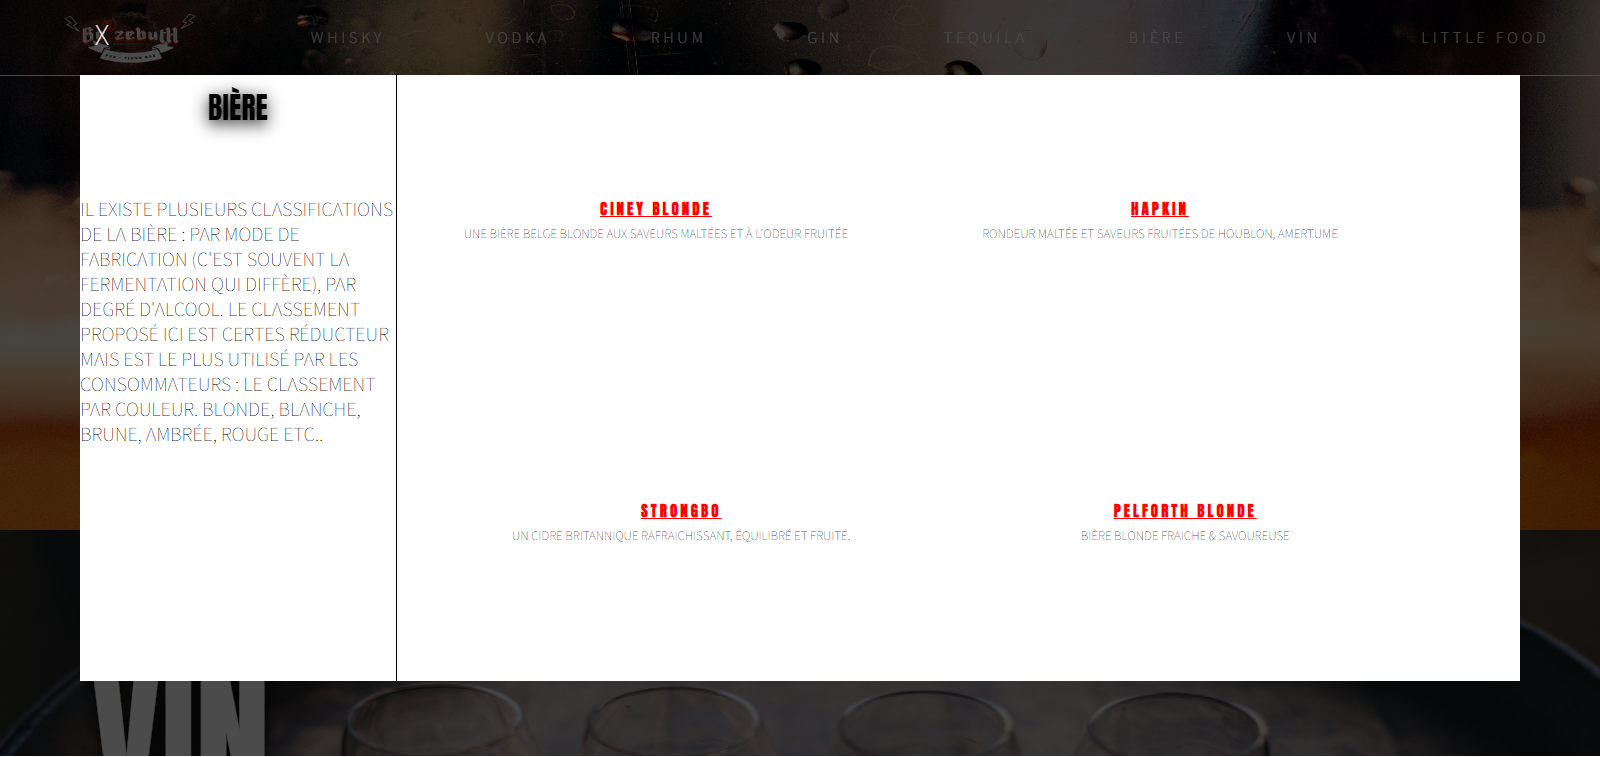 X
WHISKY
VODKA
RHUM
GIN
TEQUILA
BIÈRE
VIN
LITTLE FOOD
BIÈRE
IL EXISTE PLUSIEURS CLASSIFICATIONS
DE LA BIÈRE : PAR MODE DE
FABRICATION (C'EST SOUVENT LA
FERMENTATION QUI DIFFÈRE), PAR
DEGRÉ D'ALCOOL. LE CLASSEMENT
PROPOSÉ ICI EST CERTES RÉDUCTEUR
MAIS EST LE PLUS UTILISÉ PAR LES
CONSOMMATEURS : LE CLASSEMENT
PAR COULEUR. BLONDE, BLANCHE,
BRUNE, AMBRÉE, ROUGE ETC..
CINEY BLONDE
UNE BIÈRE BELGE BLONDE AUX SAVEURS MALTÉES ET À L'ODEUR FRUITÉE
HAPKIN
RONDEUR MALTÉE ET SAVEURS FRUITÉES DE HOUBLON, AMERTUME
STRONGBO
UN CIDRE BRITANNIQUE RAFRAICHISSANT, ÉQUILIBRÉ ET FRUITÉ.
PELFORTH BLONDE
BIÈRE BLONDE FRAICHE & SAVOUREUSE
VIN